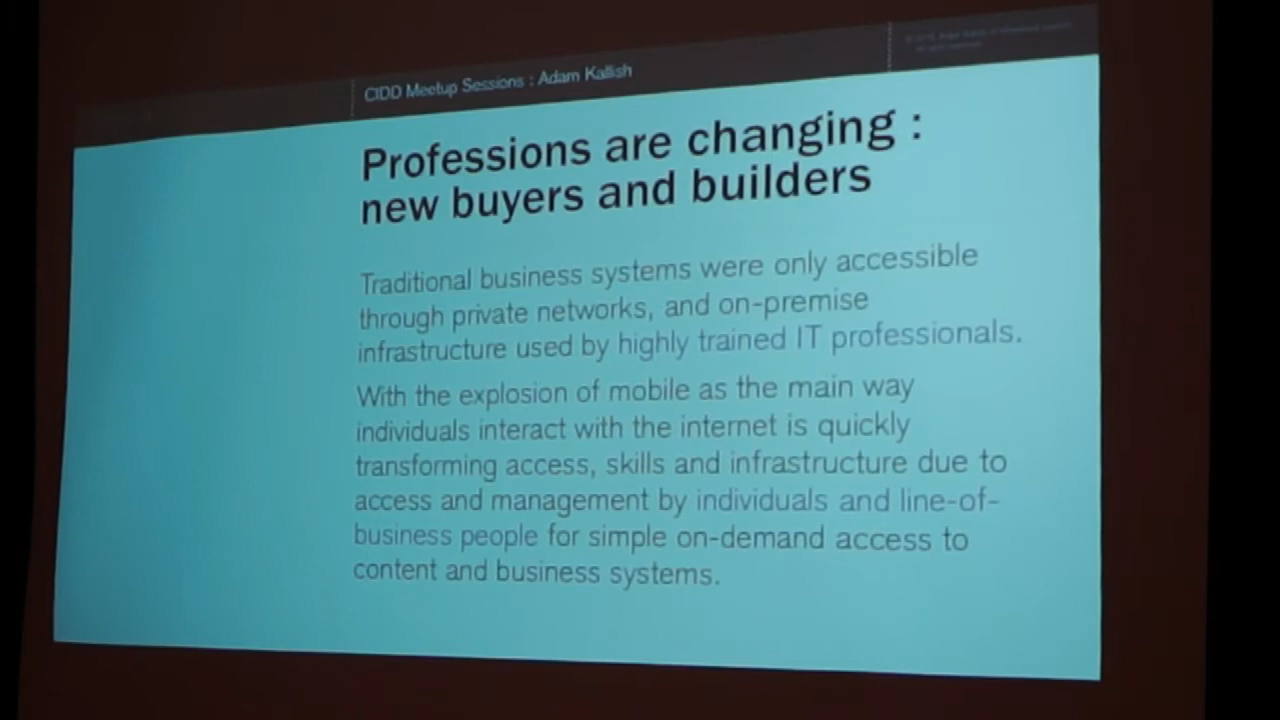 CIDD Meetup Sessions : Adam Kallish
Professions are changing :
new buyers and builders
Traditional business systems were only accessible
through private networks, and on-premise
infrastructure used by highly trained IT professionals.
With the explosion of mobile as the main way
individuals interact with the internet is quickly
transforming access, skills and infrastructure due to
access and management by individuals and line-of-
business people for simple on-demand access to
content and business systems.